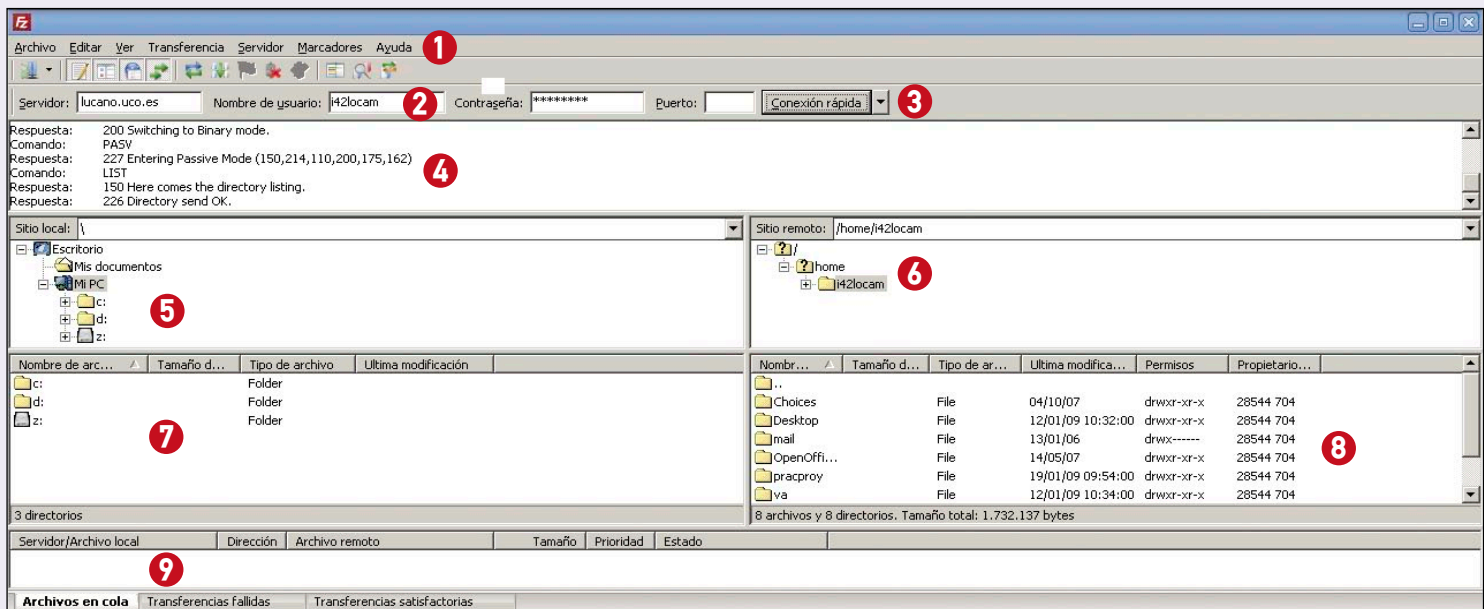 Fz
Archivo Editar Ver Transferencia Servidor Marcadores Ayuda 1
Servidor: lucano.uco.es Nombre de usuario: i42locam 2 Contraseña: ******** Puerto: Conexión rápida 3
Respuesta: 200 Switching to Binary mode.
Comando: PASV
Respuesta: 227 Entering Passive Mode (150,214,110,200,175,162)
Comando: LIST
Respuesta: 150 Here comes the directory listing.
Respuesta: 226 Directory send OK.
4
Sitio local: \
Escritorio
Mis documentos
Mi PC
c:
d:
z:
5
Sitio remoto: /home/i42locam
/
home
i42locam
6
Nombre de arc... Tamaño d... Tipo de archivo Ultima modificación
c: Folder
d: Folder
z: Folder
7
3 directorios
Nombr... Tamaño d... Tipo de ar... Ultima modifica... Permisos Propietario...
..
Choices File 04/10/07 drwxr-xr-x 28544 704
Desktop File 12/01/09 10:32:00 drwxr-xr-x 28544 704
mail File 13/01/06 drwx------ 28544 704
OpenOffi... File 14/05/07 drwxr-xr-x 28544 704
pracproy File 19/01/09 09:54:00 drwxr-xr-x 28544 704
va File 12/01/09 10:34:00 drwxr-xr-x 28544 704
8
8 archivos y 8 directorios. Tamaño total: 1.732.137 bytes
Servidor/Archivo local Dirección Archivo remoto Tamaño Prioridad Estado
9
Archivos en cola Transferencias fallidas Transferencias satisfactorias